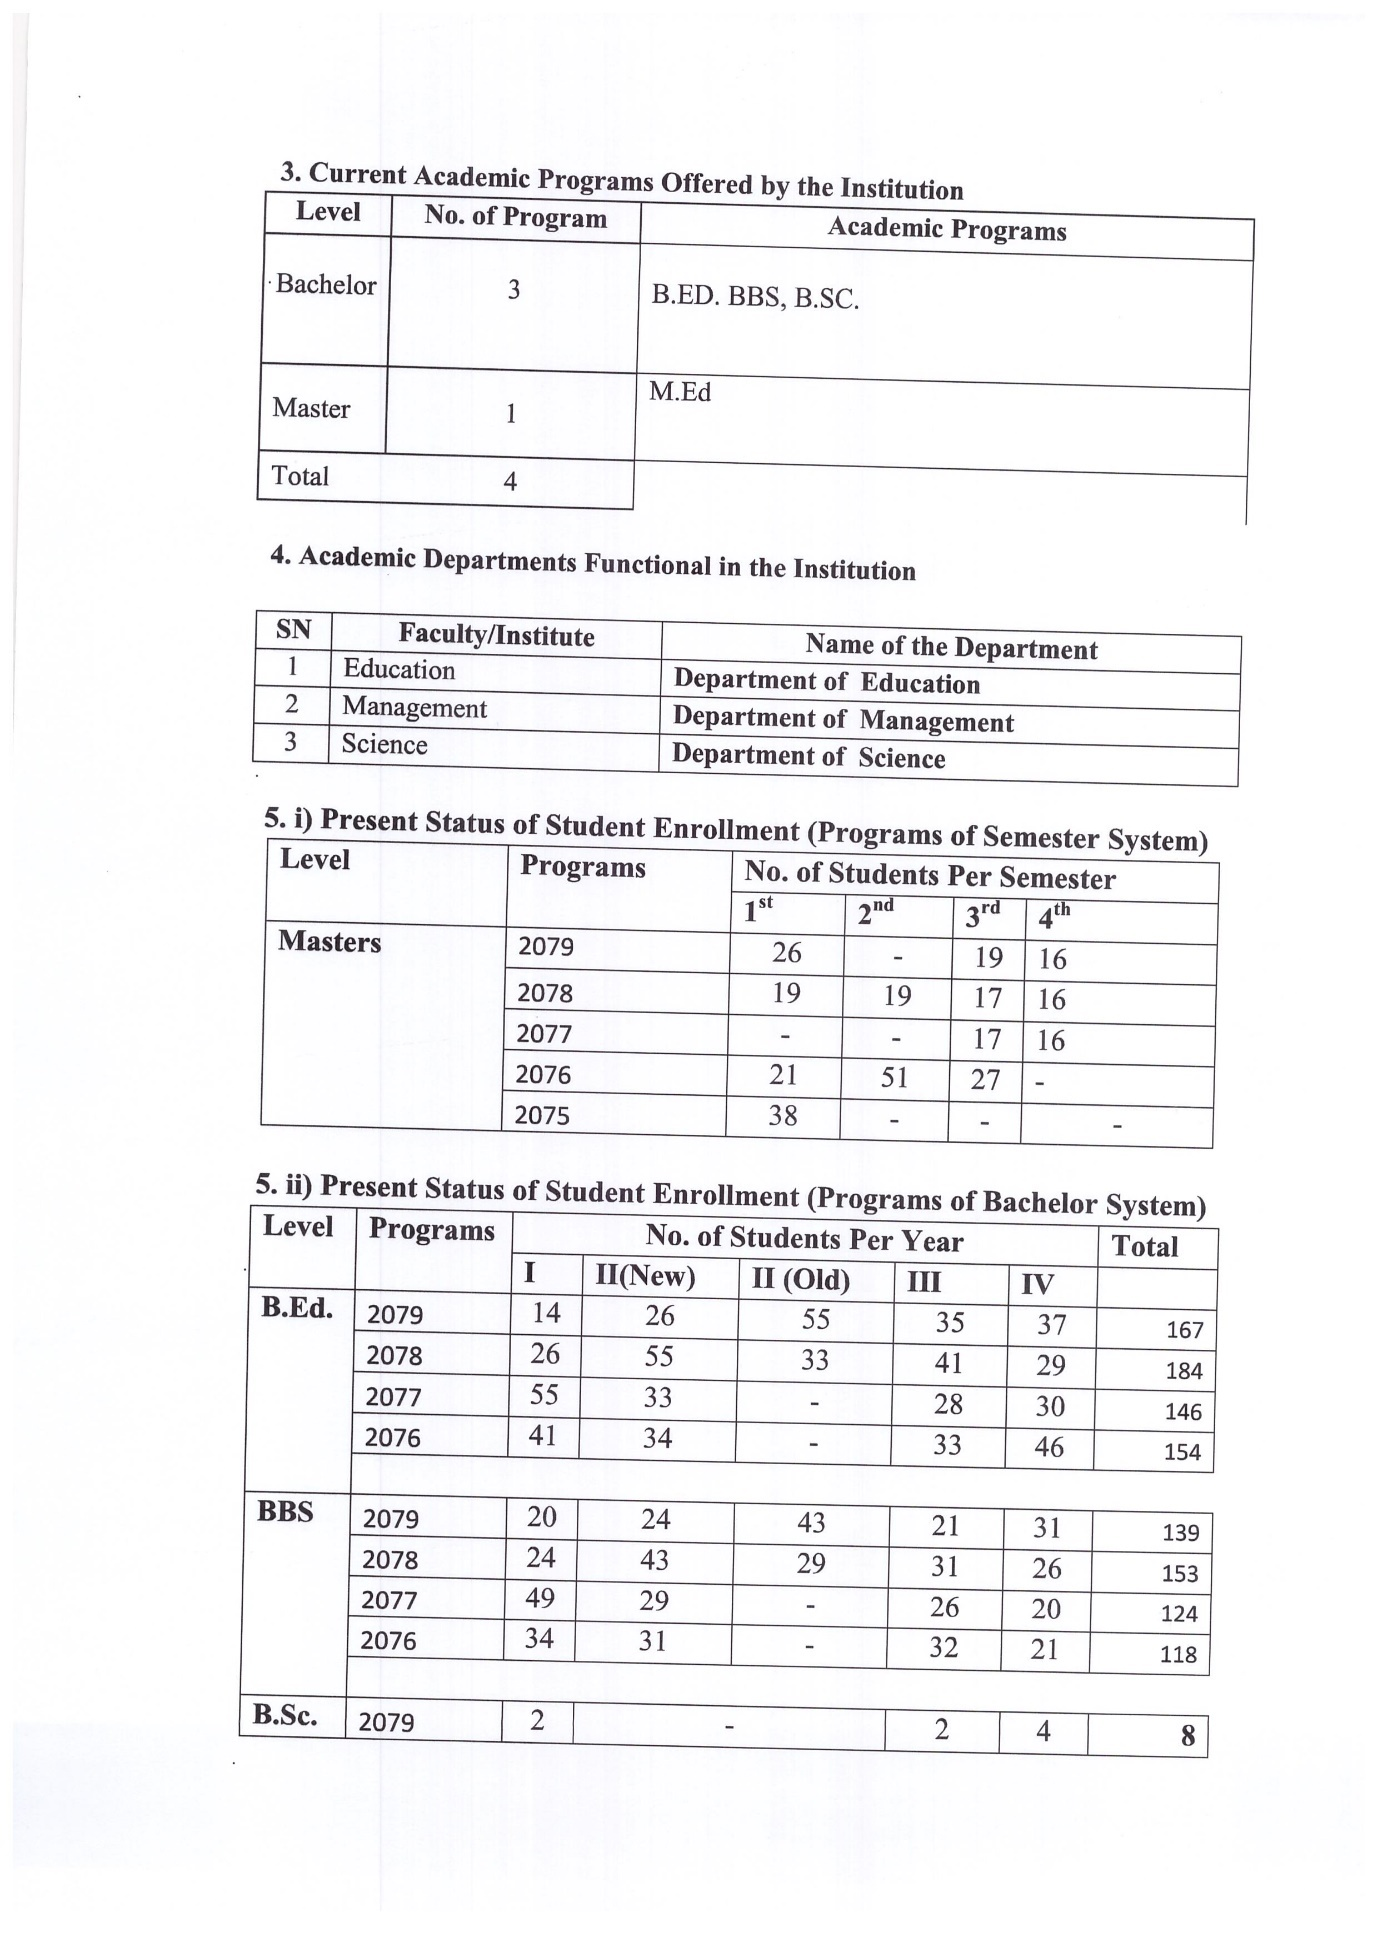 3. Current Academic Programs Offered by the Institution
Level No. of Program Academic Programs
Bachelor 3 B.ED. BBS, B.SC.
Master 1 M.Ed
Total 4
4. Academic Departments Functional in the Institution
SN Faculty/Institute Name of the Department
1 Education Department of Education
2 Management Department of Management
3 Science Department of Science
5. i) Present Status of Student Enrollment (Programs of Semester System)
Level Programs No. of Students Per Semester
1st 2nd 3rd 4th
Masters 2079 26 - 19 16
2078 19 19 17 16
2077 - - 17 16
2076 21 51 27 -
2075 38 - - -
5. ii) Present Status of Student Enrollment (Programs of Bachelor System)
Level Programs No. of Students Per Year Total
I II(New) II (Old) III IV
B.Ed. 2079 14 26 55 35 37 167
2078 26 55 33 41 29 184
2077 55 33 - 28 30 146
2076 41 34 - 33 46 154
BBS 2079 20 24 43 21 31 139
2078 24 43 29 31 26 153
2077 49 29 - 26 20 124
2076 34 31 - 32 21 118
B.Sc. 2079 2 - 2 4 8